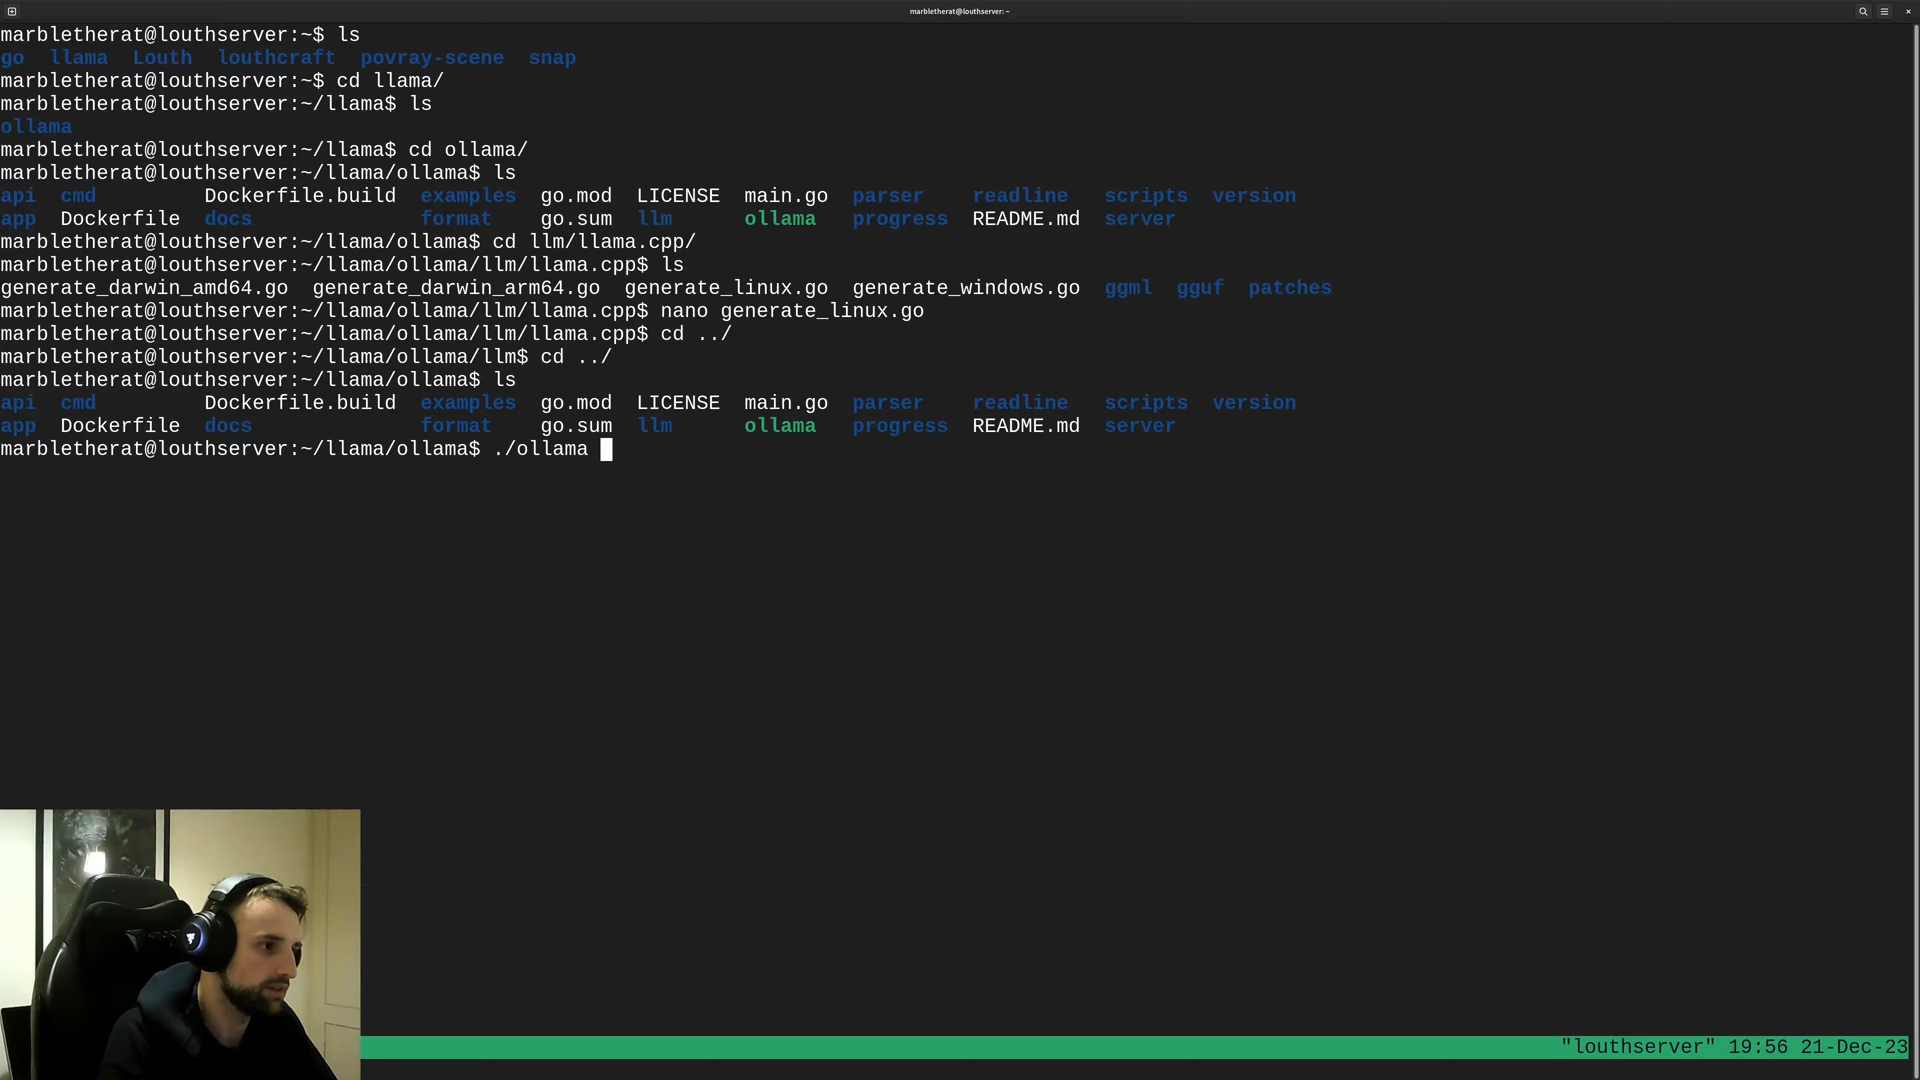 marbletherat@louthserver: ~
marbletherat@louthserver:~$ ls
go llama Louth louthcraft povray-scene snap
marbletherat@louthserver:~$ cd llama/
marbletherat@louthserver:~/llama$ ls
ollama
marbletherat@louthserver:~/llama$ cd ollama/
marbletherat@louthserver:~/llama/ollama$ ls
api cmd Dockerfile.build examples go.mod LICENSE main.go parser readline scripts version
app Dockerfile docs format go.sum llm ollama progress README.md server
marbletherat@louthserver:~/llama/ollama$ cd llm/llama.cpp/
marbletherat@louthserver:~/llama/ollama/llm/llama.cpp$ ls
generate_darwin_amd64.go generate_darwin_arm64.go generate_linux.go generate_windows.go ggml gguf patches
marbletherat@louthserver:~/llama/ollama/llm/llama.cpp$ nano generate_linux.go
marbletherat@louthserver:~/llama/ollama/llm/llama.cpp$ cd ../
marbletherat@louthserver:~/llama/ollama/llm$ cd ../
marbletherat@louthserver:~/llama/ollama$ ls
api cmd Dockerfile.build examples go.mod LICENSE main.go parser readline scripts version
app Dockerfile docs format go.sum llm ollama progress README.md server
marbletherat@louthserver:~/llama/ollama$ ./ollama
"louthserver" 19:56 21-Dec-23